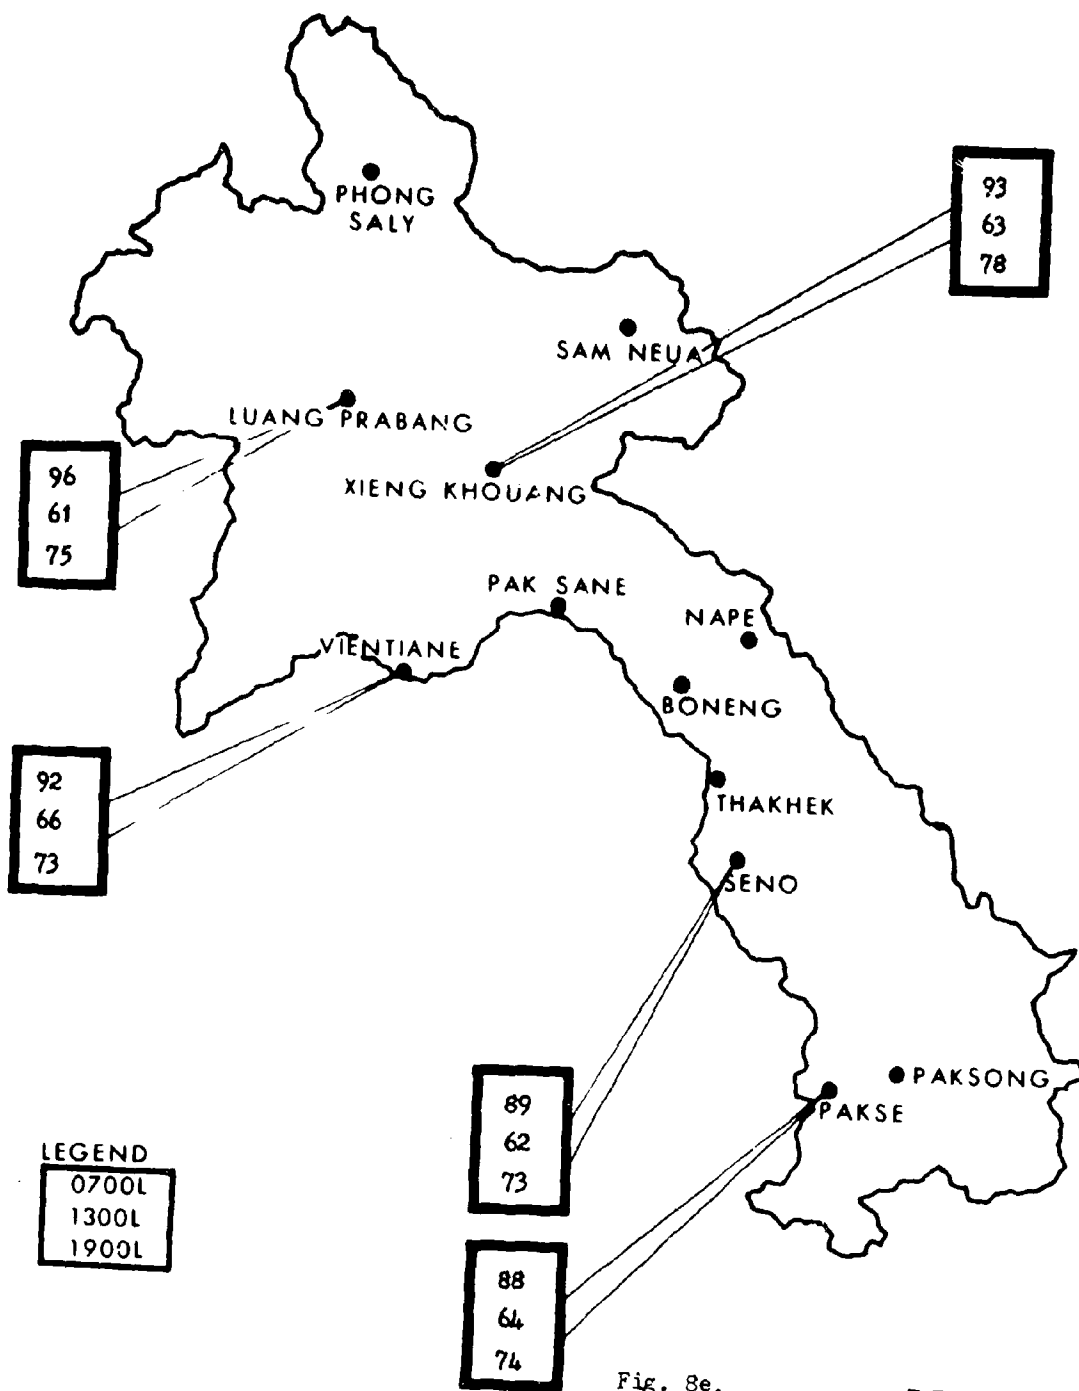 PHONG
SALY
93
63
78
SAM NEUA
LUANG PRABANG
96
61
75
XIENG KHOUANG
PAK SANE
NAPE
VIENTIANE
BONENG
92
66
73
THAKHEK
SENO
PAKSONG
PAKSE
89
62
73
LEGEND
0700L
1300L
1900L
88
64
74
Fig. 8e.